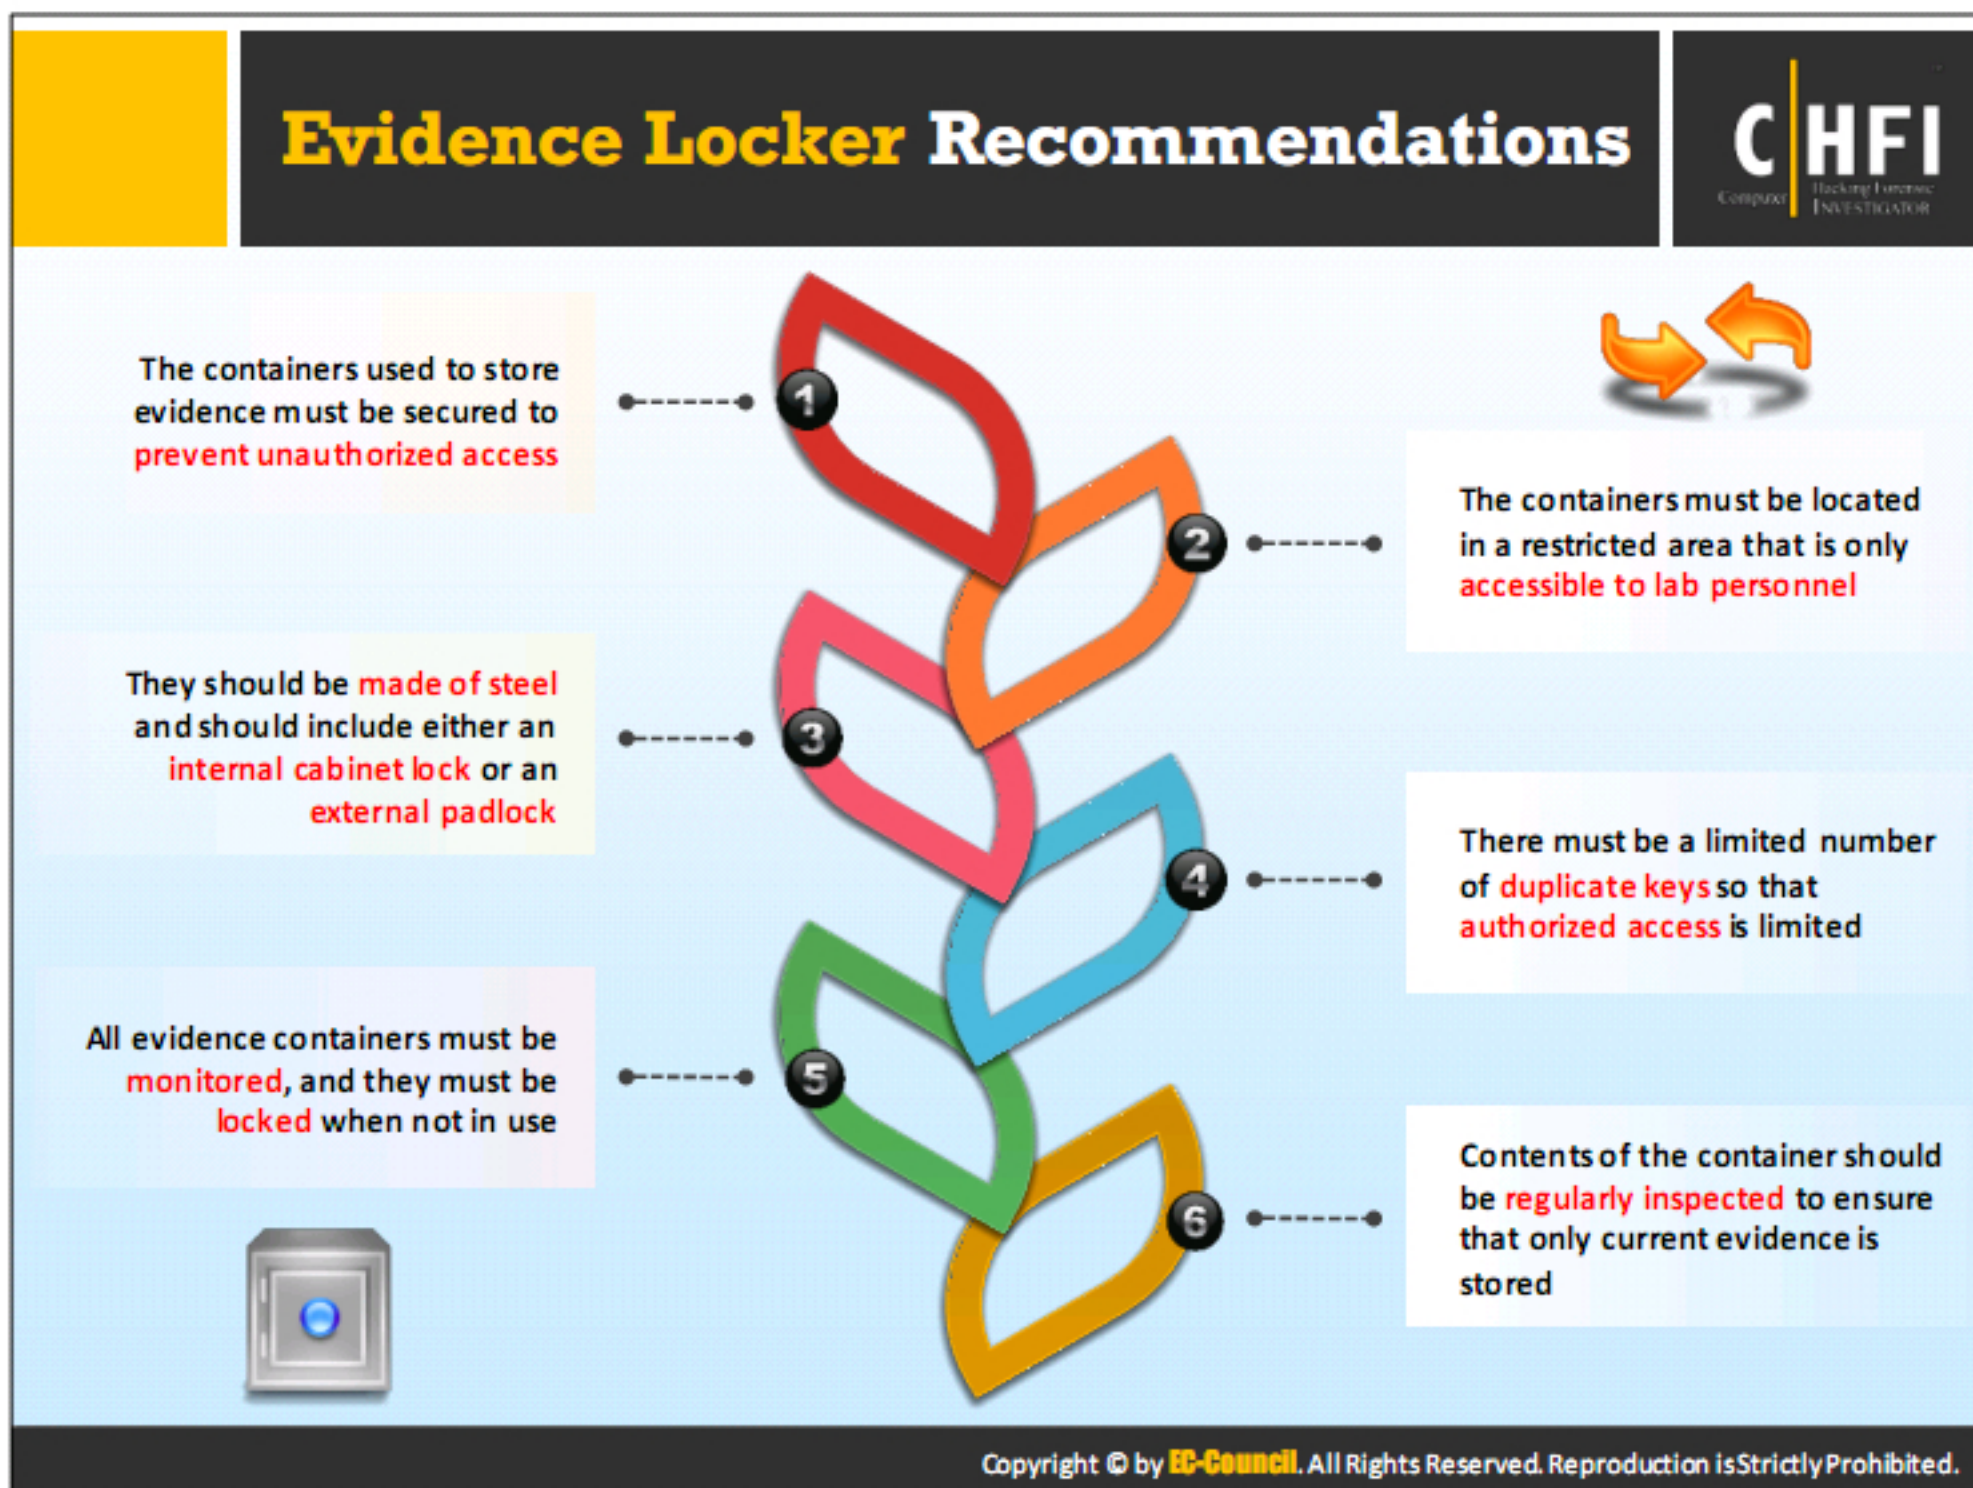 Evidence Locker Recommendations
C HFI
Computer
Hacking Forensic
INVESTIGATOR
The containers used to store
evidence must be secured to
prevent unauthorized access
1
2
The containers must be located
in a restricted area that is only
accessible to lab personnel
They should be made of steel
and should include either an
internal cabinet lock or an
external padlock
3
4
There must be a limited number
of duplicate keys so that
authorized access is limited
All evidence containers must be
monitored, and they must be
locked when not in use
5
6
Contents of the container should
be regularly inspected to ensure
that only current evidence is
stored
Copyright © by EC-Council. All Rights Reserved. Reproduction is Strictly Prohibited.